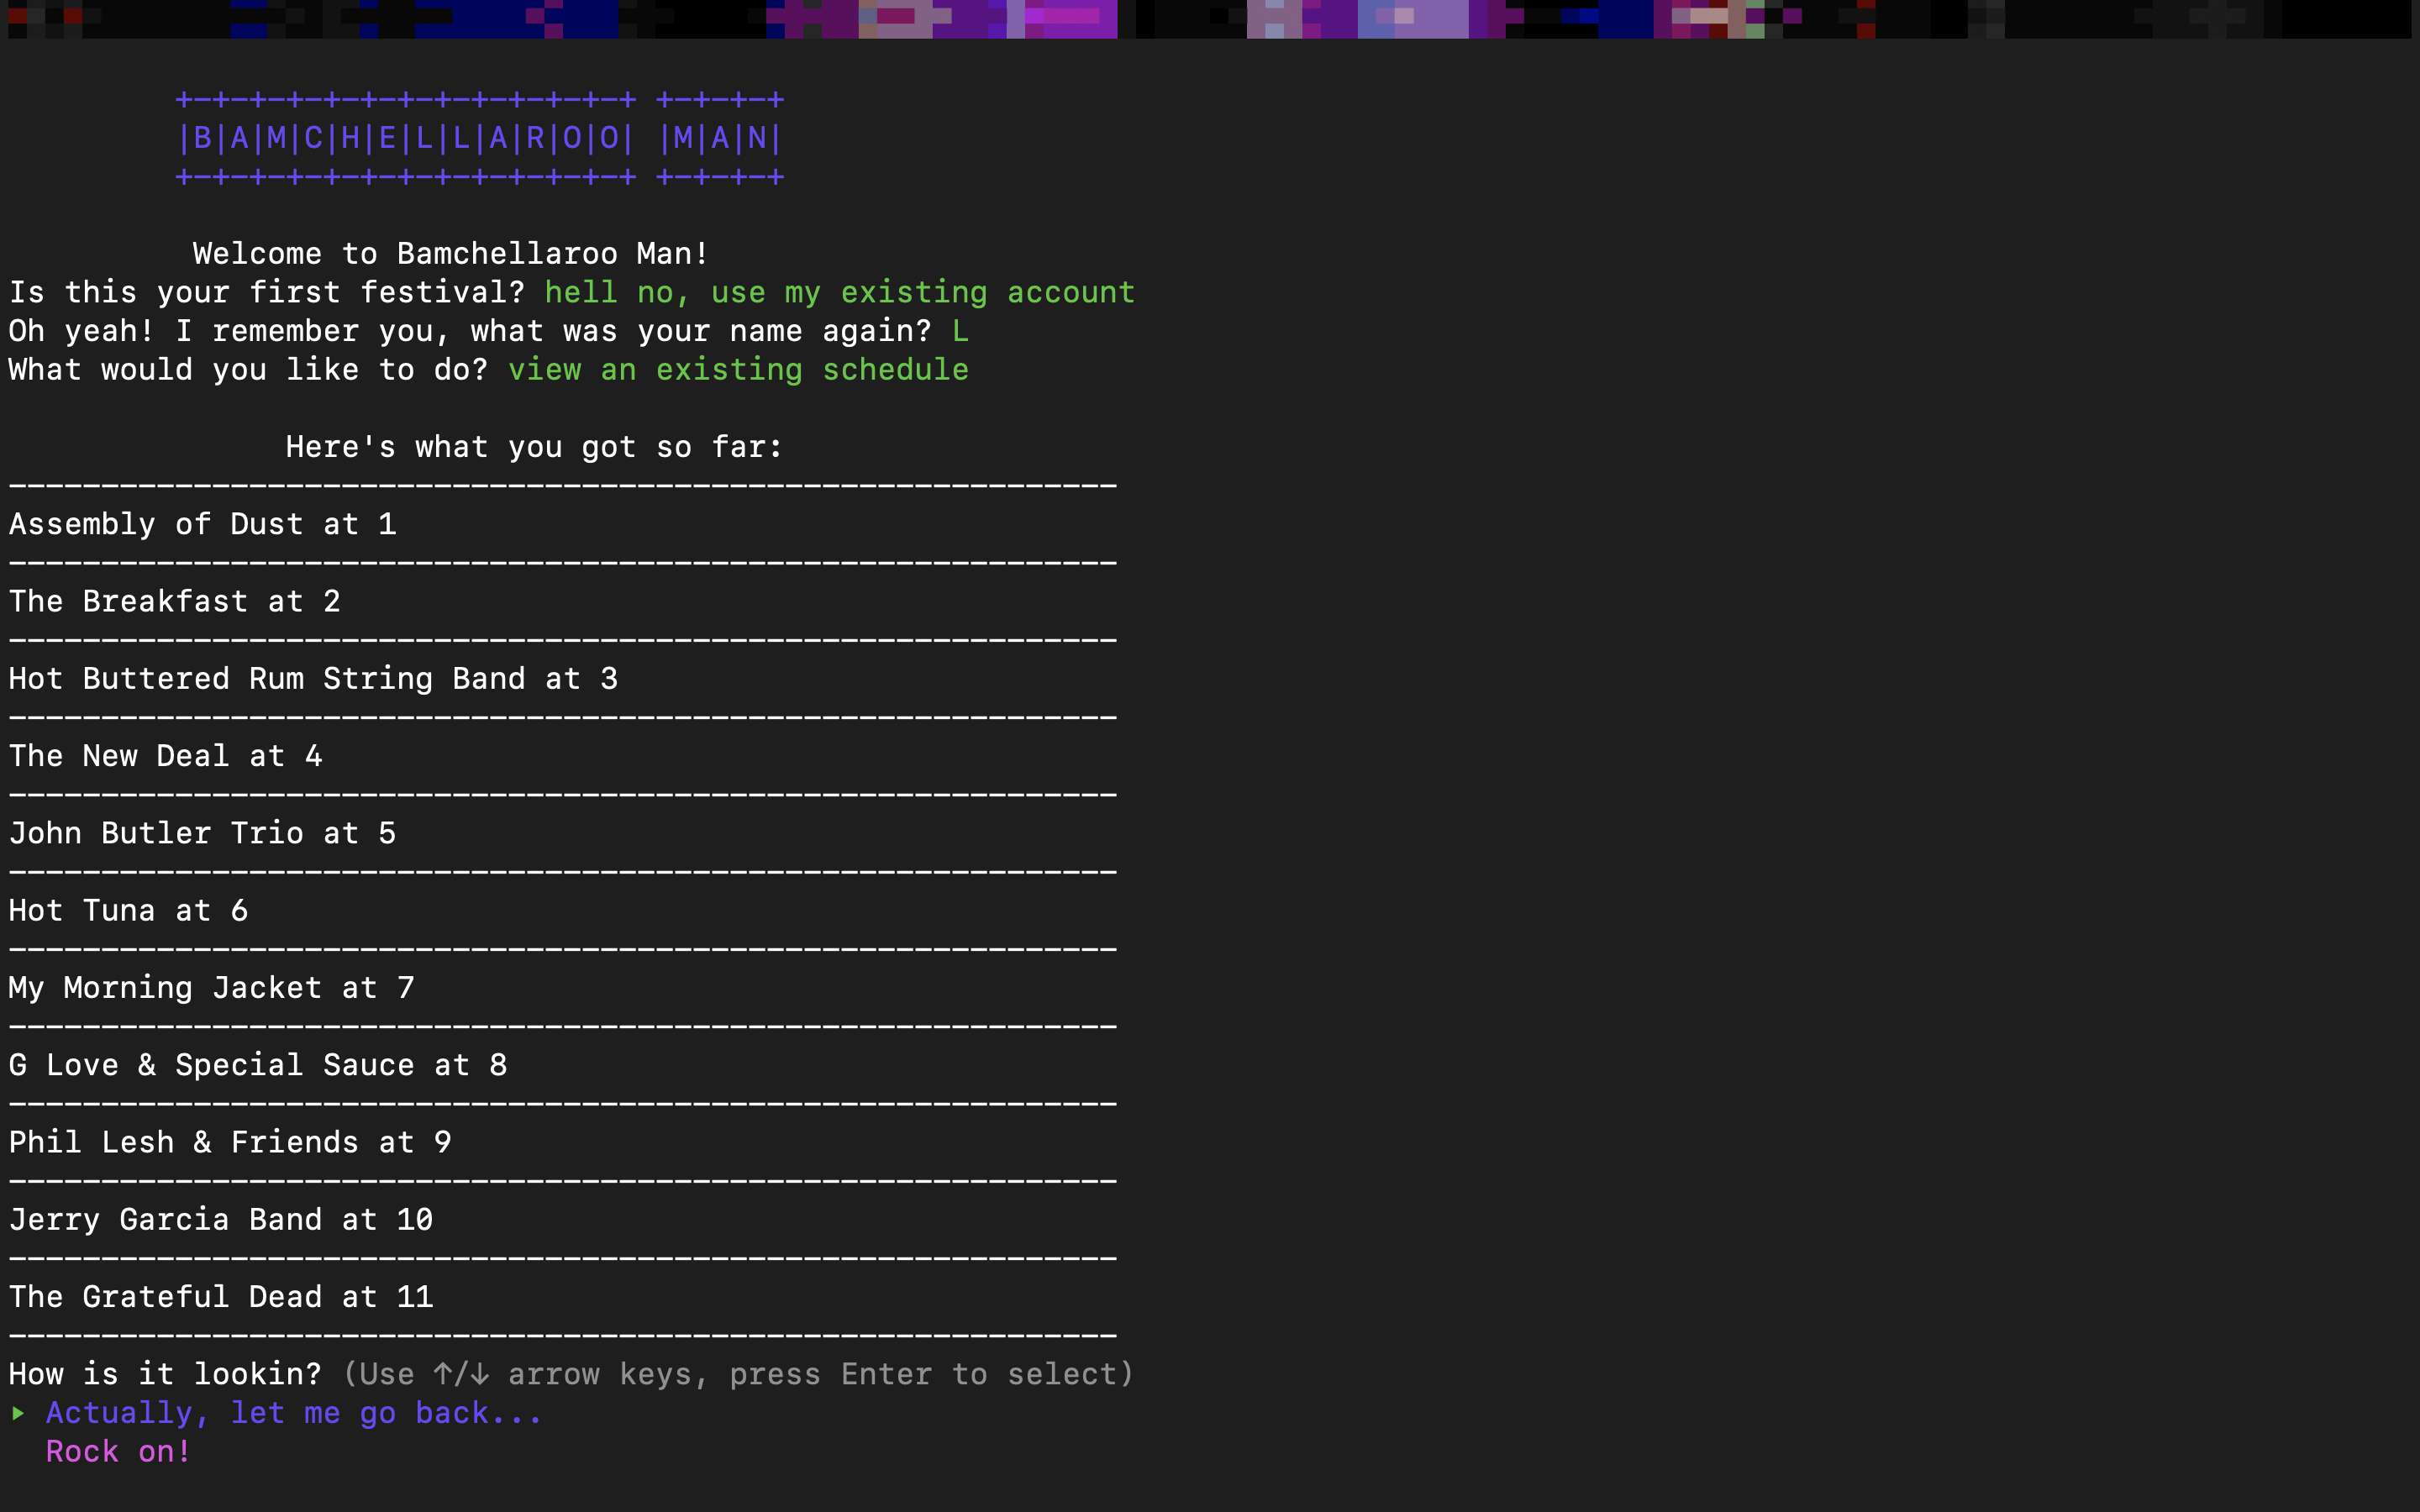 +-+-+-+-+-+-+-+-+-+-+-+-+ +-+-+-+
|B|A|M|C|H|E|L|L|A|R|O|O| |M|A|N|
+-+-+-+-+-+-+-+-+-+-+-+-+ +-+-+-+
Welcome to Bamchellaroo Man!
Is this your first festival? hell no, use my existing account
Oh yeah! I remember you, what was your name again? L
What would you like to do? view an existing schedule
Here's what you got so far:
------------------------------------------------------------
Assembly of Dust at 1
------------------------------------------------------------
The Breakfast at 2
------------------------------------------------------------
Hot Buttered Rum String Band at 3
------------------------------------------------------------
The New Deal at 4
------------------------------------------------------------
John Butler Trio at 5
------------------------------------------------------------
Hot Tuna at 6
------------------------------------------------------------
My Morning Jacket at 7
------------------------------------------------------------
G Love & Special Sauce at 8
------------------------------------------------------------
Phil Lesh & Friends at 9
------------------------------------------------------------
Jerry Garcia Band at 10
------------------------------------------------------------
The Grateful Dead at 11
------------------------------------------------------------
How is it lookin? (Use ↑/↓ arrow keys, press Enter to select)
‣ Actually, let me go back...
Rock on!